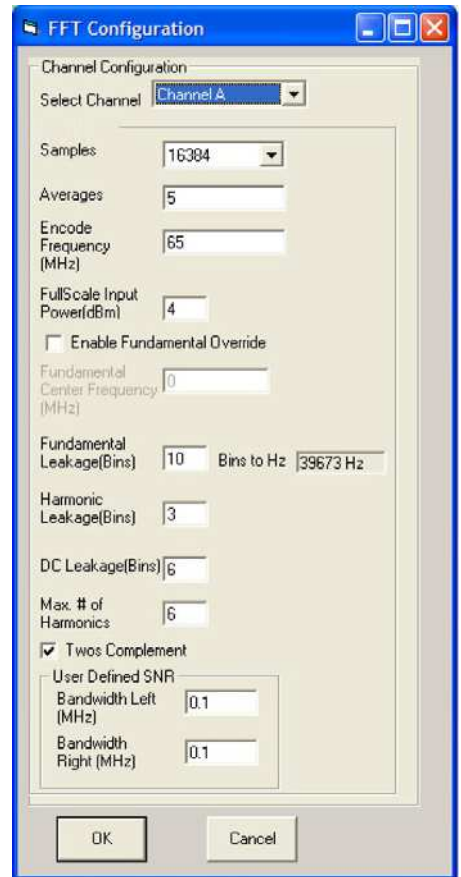 FFT Configuration
Channel Configuration
Select Channel Channel A
Samples 16384
Averages 5
Encode
Frequency
(MHz) 65
FullScale Input
Power(dBm) 4
Enable Fundamental Override
Fundamental
Center Frequency 0
(MHz)
Fundamental
Leakage(Bins) 10 Bins to Hz 39673 Hz
Harmonic
Leakage(Bins) 3
DC Leakage(Bins) 6
Max. # of
Harmonics 6
Twos Complement
User Defined SNR
Bandwidth Left
(MHz) 0.1
Bandwidth
Right (MHz) 0.1
OK Cancel